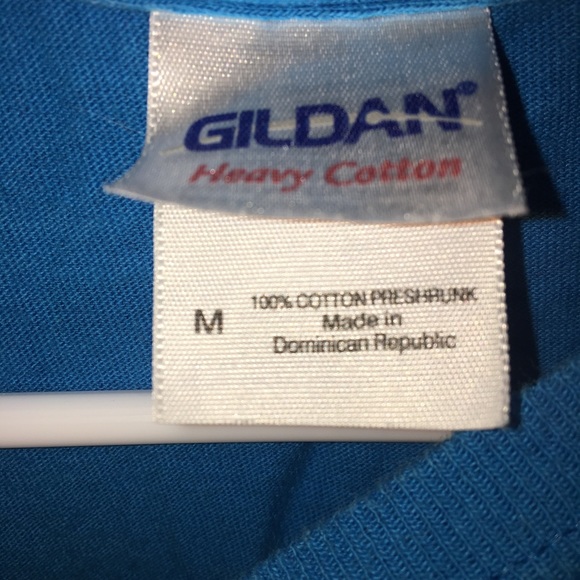 GILDAN®
Heavy Cotton
M
100% COTTON PRESHRUNK
Made in
Dominican Republic